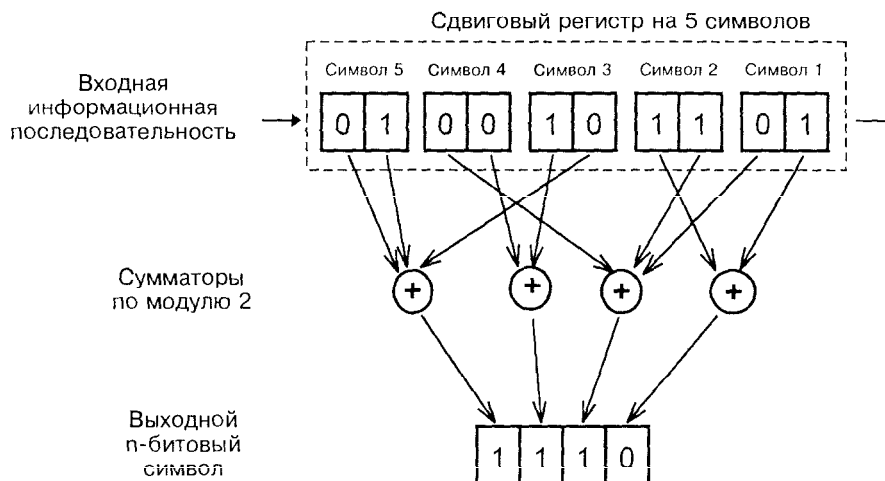 Сдвиговый регистр на 5 символов
Символ 5 Символ 4 Символ 3 Символ 2 Символ 1
Входная
информационная
последовательность
0 1 0 0 1 0 1 1 0 1
Сумматоры
по модулю 2
+ + + +
Выходной
n-битовый
символ
1 1 1 0